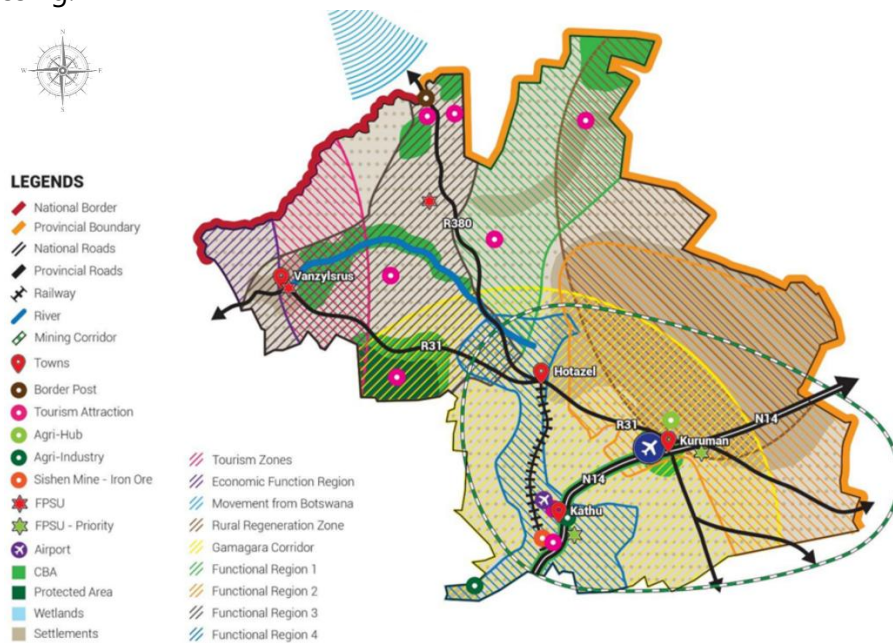 N
W
E
S
LEGENDS
National Border
Provincial Boundary
National Roads
Provincial Roads
Railway
River
Mining Corridor
Towns
Border Post
Tourism Attraction
Agri-Hub
Agri-Industry
Sishen Mine - Iron Ore
FPSU
FPSU - Priority
Airport
CBA
Protected Area
Wetlands
Settlements
Tourism Zones
Economic Function Region
Movement from Botswana
Rural Regeneration Zone
Gamagara Corridor
Functional Region 1
Functional Region 2
Functional Region 3
Functional Region 4
R380
Vanzylsrus
R31
Hotazel
R31
N14
Kuruman
N14
Kathu